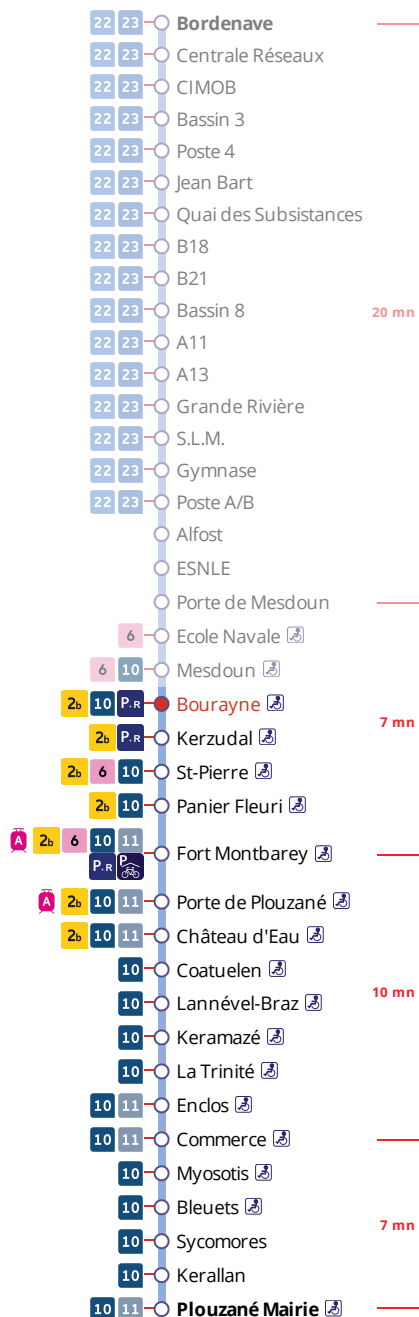 22 23 Bordenave
22 23 Centrale Réseaux
22 23 CIMOB
22 23 Bassin 3
22 23 Poste 4
22 23 Jean Bart
22 23 Quai des Subsistances
22 23 B18
22 23 B21
22 23 Bassin 8 20 mn
22 23 A11
22 23 A13
22 23 Grande Rivière
22 23 S.L.M.
22 23 Gymnase
22 23 Poste A/B
Alfost
ESNLE
Porte de Mesdoun
6 Ecole Navale
6 10 Mesdoun
2b 10 P+R Bourayne
7 mn
2b P+R Kerzudal
2b 6 10 St-Pierre
2b 10 Panier Fleuri
A 2b 6 10 11
P+R P Fort Montbarey
A 2b 10 11 Porte de Plouzané
2b 10 11 Château d'Eau
10 Coatuelen
10 mn
10 Lannével-Braz
10 Keramazé
10 La Trinité
10 11 Enclos
10 11 Commerce
10 Myosotis
10 Bleuets
7 mn
10 Sycomores
10 Kerallan
10 11 Plouzané Mairie